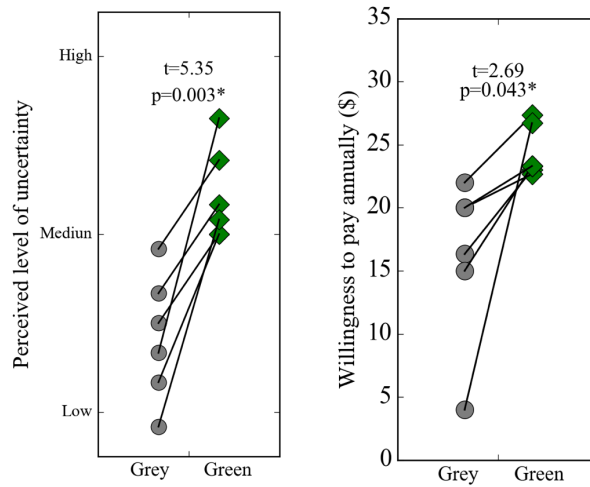 High
t=5.35
p=0.003*
Mediun
Low
Perceived level of uncertainty
Grey
Green
35
30
25
20
15
10
5
0
t=2.69
p=0.043*
Willingness to pay annually ($)
Grey
Green